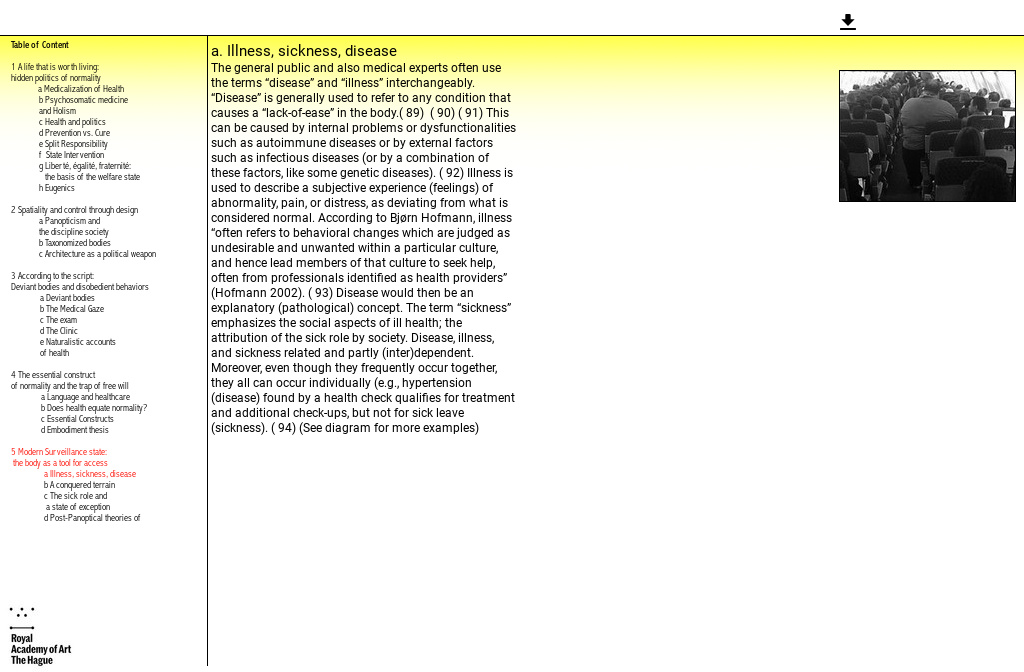 Table of Content
1 A life that is worth living:
hidden politics of normality
a Medicalization of Health
b Psychosomatic medicine
and Holism
c Health and politics
d Prevention vs. Cure
e Split Responsibility
f State Intervention
g Liberté, égalité, fraternité:
the basis of the welfare state
h Eugenics
2 Spatiality and control through design
a Panopticism and
the discipline society
b Taxonomized bodies
c Architecture as a political weapon
3 According to the script:
Deviant bodies and disobedient behaviors
a Deviant bodies
b The Medical Gaze
c The exam
d The Clinic
e Naturalistic accounts
of health
4 The essential construct
of normality and the trap of free will
a Language and healthcare
b Does health equate normality?
c Essential Constructs
d Embodiment thesis
5 Modern Surveillance state:
the body as a tool for access
a Illness, sickness, disease
b A conquered terrain
c The sick role and
a state of exception
d Post-Panoptical theories of
Royal
Academy of Art
The Hague
a. Illness, sickness, disease
The general public and also medical experts often use
the terms “disease” and “illness” interchangeably.
“Disease” is generally used to refer to any condition that
causes a “lack-of-ease” in the body.( 89) ( 90) ( 91) This
can be caused by internal problems or dysfunctionalities
such as autoimmune diseases or by external factors
such as infectious diseases (or by a combination of
these factors, like some genetic diseases). ( 92) Illness is
used to describe a subjective experience (feelings) of
abnormality, pain, or distress, as deviating from what is
considered normal. According to Bjørn Hofmann, illness
“often refers to behavioral changes which are judged as
undesirable and unwanted within a particular culture,
and hence lead members of that culture to seek help,
often from professionals identified as health providers”
(Hofmann 2002). ( 93) Disease would then be an
explanatory (pathological) concept. The term “sickness”
emphasizes the social aspects of ill health; the
attribution of the sick role by society. Disease, illness,
and sickness related and partly (inter)dependent.
Moreover, even though they frequently occur together,
they all can occur individually (e.g., hypertension
(disease) found by a health check qualifies for treatment
and additional check-ups, but not for sick leave
(sickness). ( 94) (See diagram for more examples)